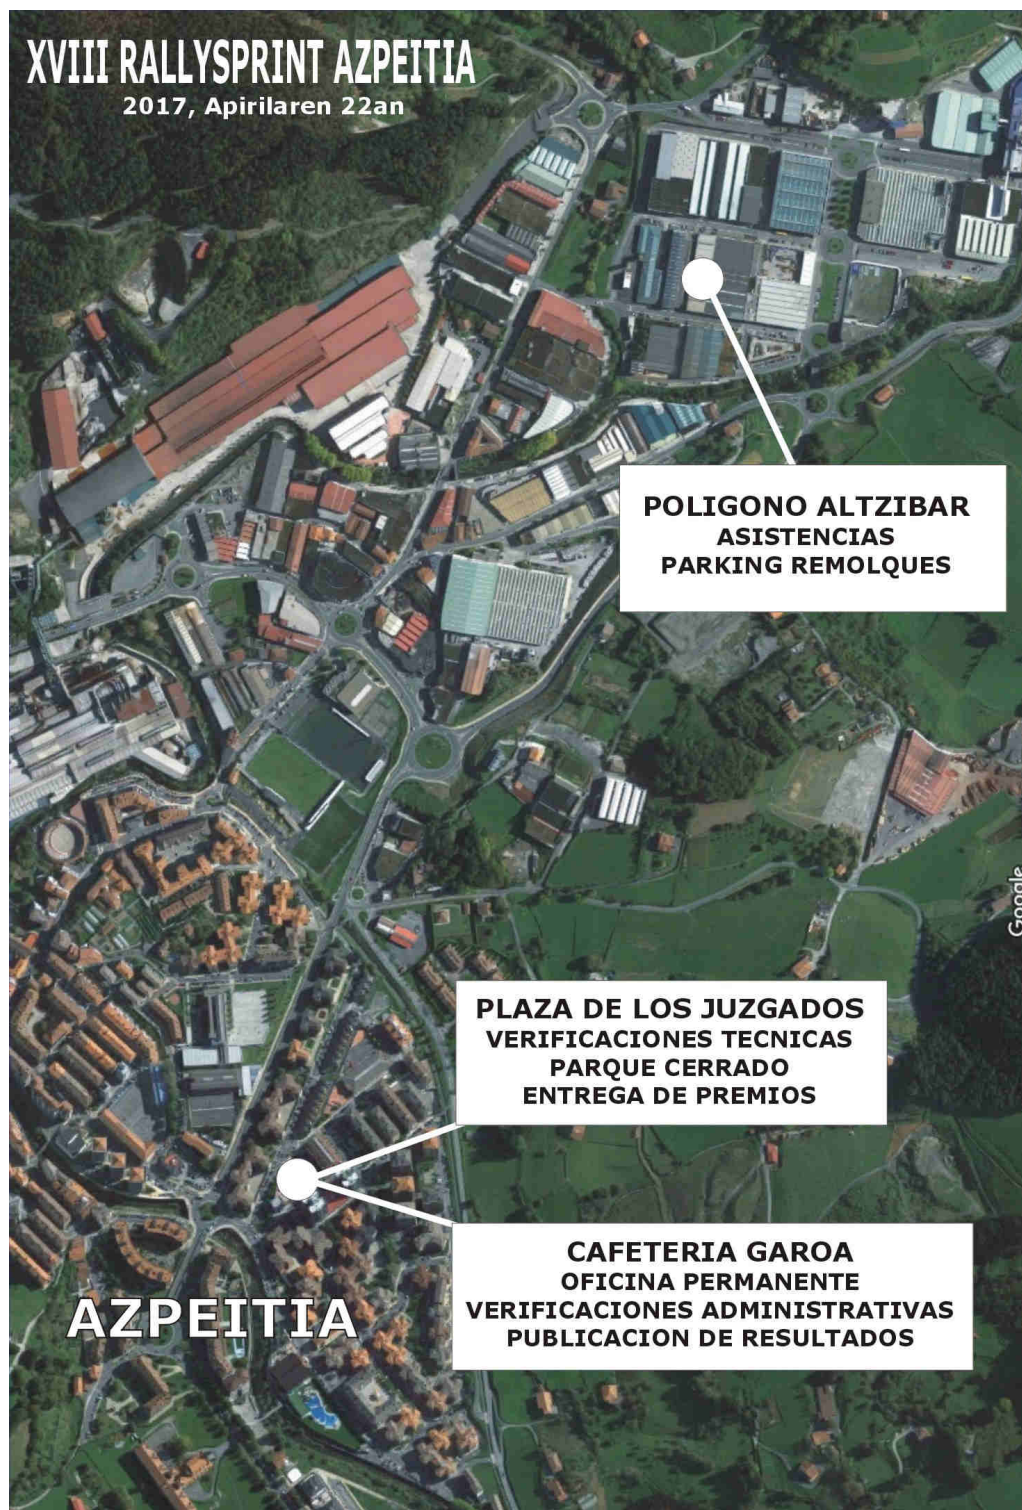 XVIII RALLYSPRINT AZPEITIA
2017, Apirilaren 22an
POLIGONO ALTZIBAR
ASISTENCIAS
PARKING REMOLQUES
Google
PLAZA DE LOS JUZGADOS
VERIFICACIONES TECNICAS
PARQUE CERRADO
ENTREGA DE PREMIOS
CAFETERIA GAROA
OFICINA PERMANENTE
VERIFICACIONES ADMINISTRATIVAS
PUBLICACION DE RESULTADOS
AZPEITIA